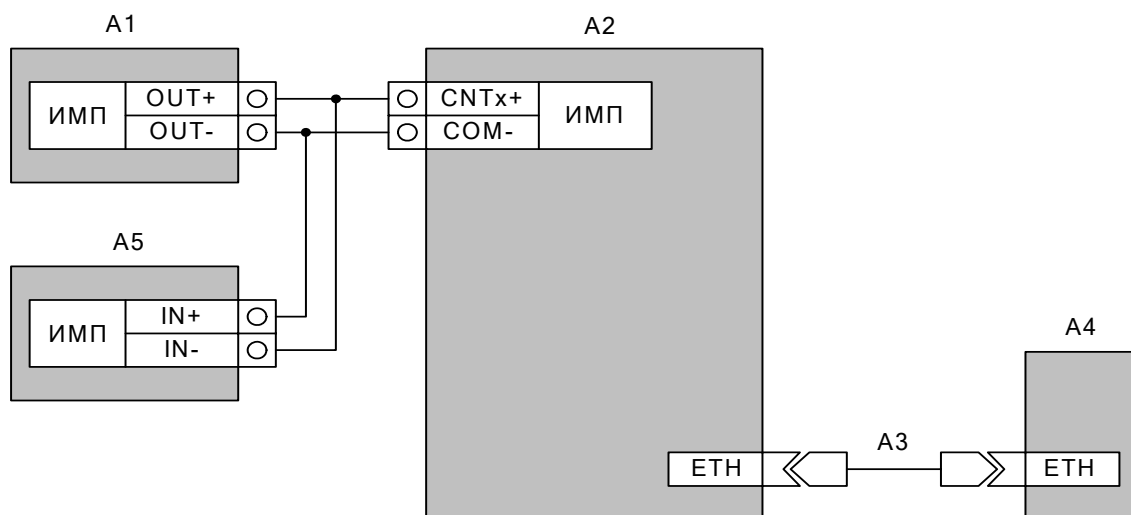 A1
A2
ИМП
OUT+
OUT-
CNTx+
COM-
ИМП
A5
ИМП
IN+
IN-
A4
A3
ETH
ETH